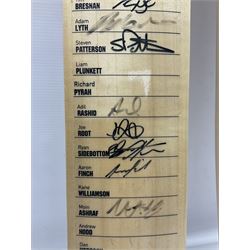 BRESNAN
Adam
LYTH
Steven
PATTERSON
Liam
PLUNKETT
Richard
PYRAH
Adil
RASHID
Joe
ROOT
Ryan
SIDEBOTTOM
Aaron
FINCH
Kane
WILLIAMSON
Moin
ASHRAF
Andrew
HODD
Dan